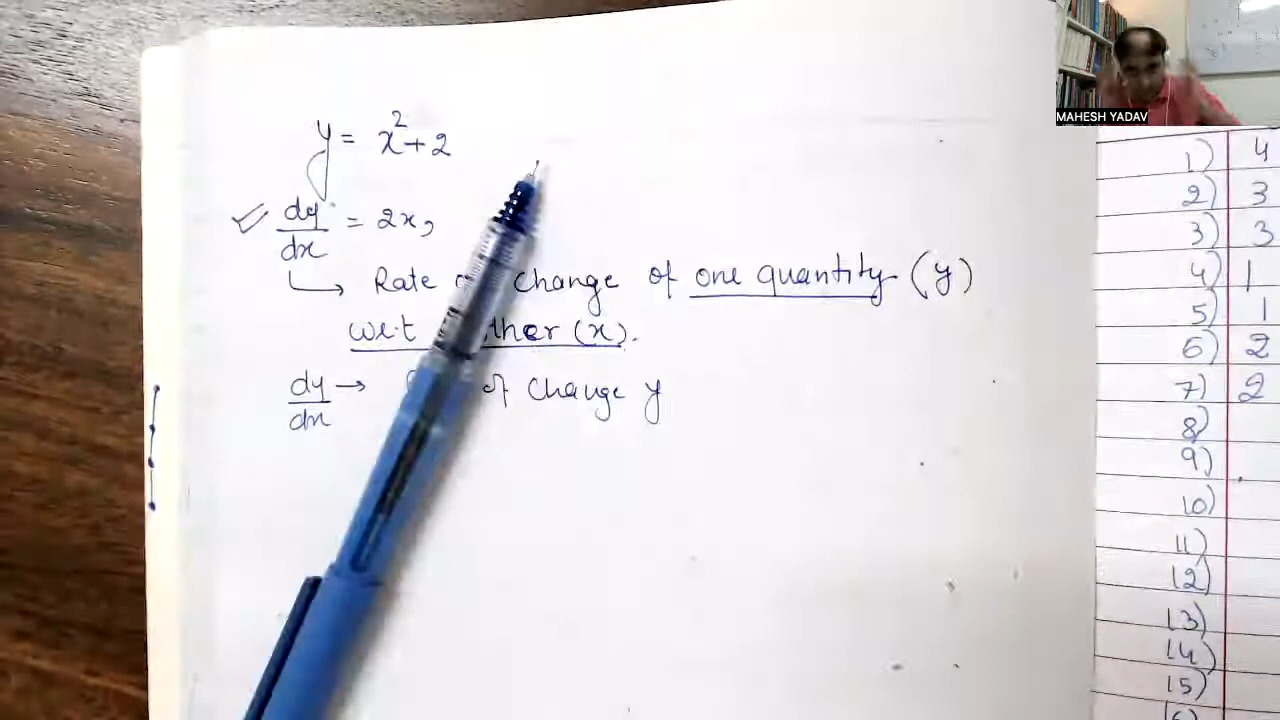 y = x² + 2
dy/dx = 2x,
↳ Rate change of one quantity (y)
w.r.t (x).
dy/dx → of change y
MAHESH YADAV
1) 4
2) 3
3) 3
4) 1
5) 1
6) 2
7) 2
8)
9)
10)
11)
12)
13)
14)
15)